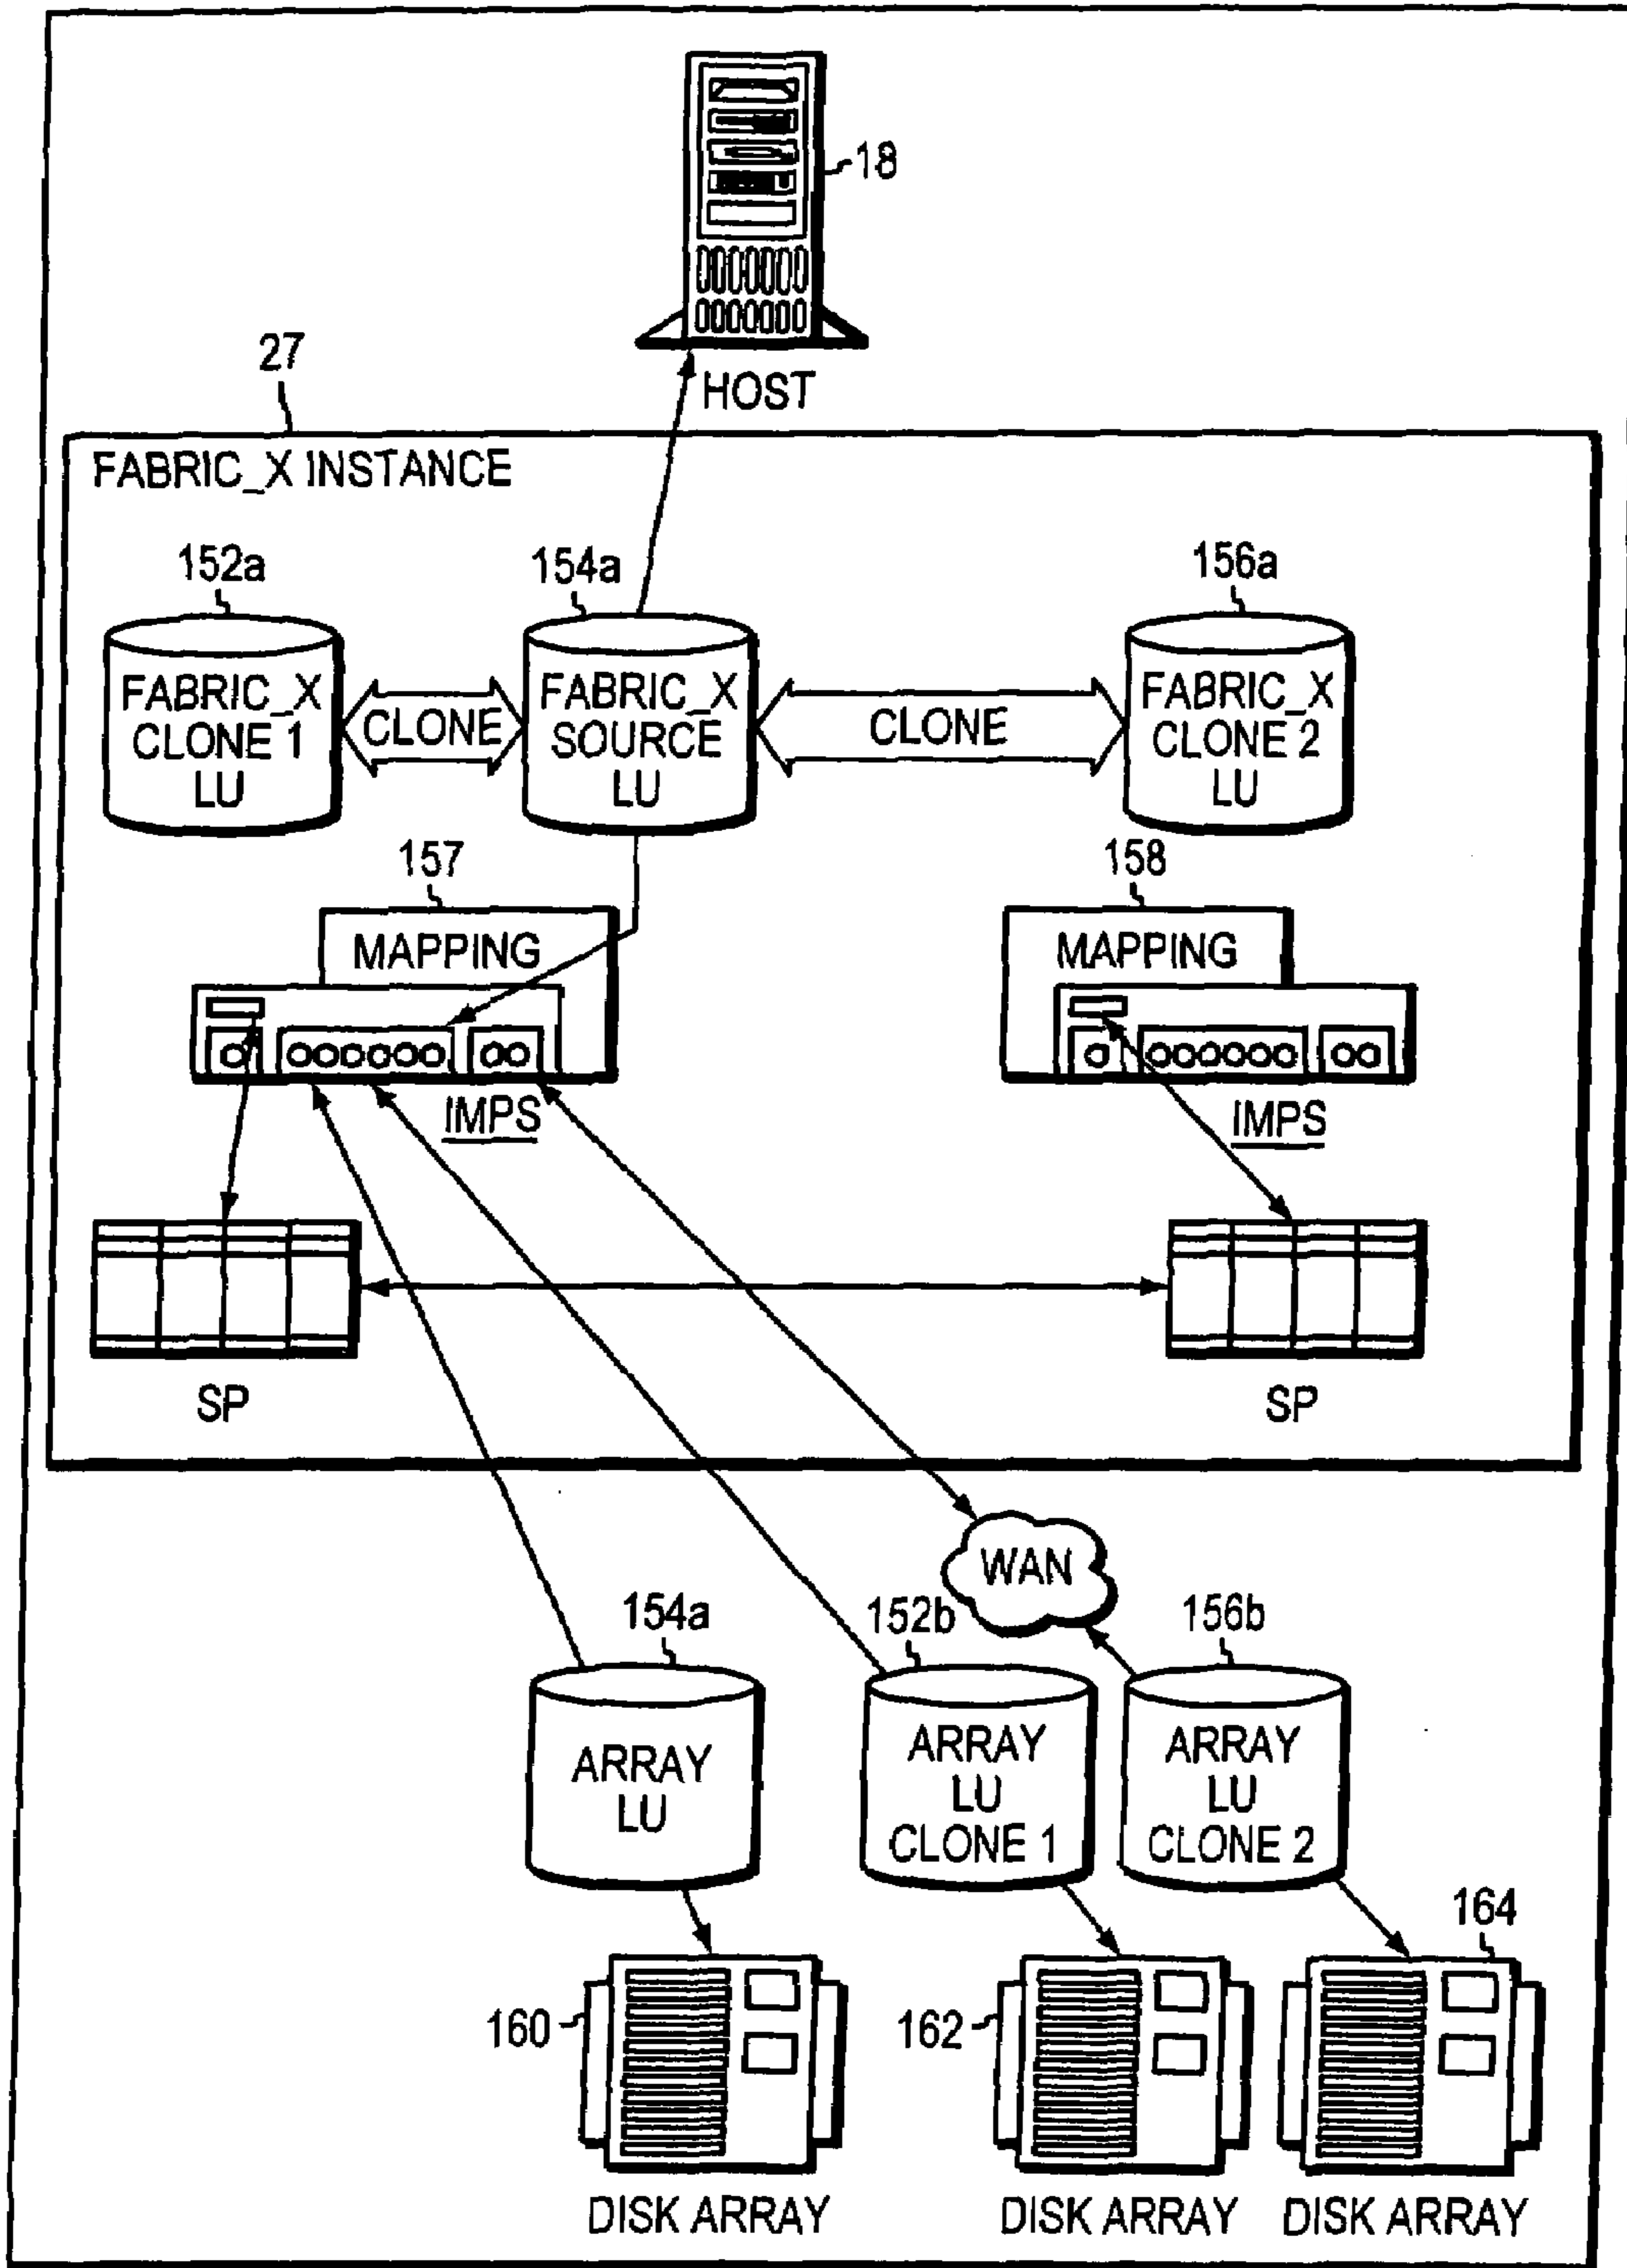 18
HOST
27
FABRIC_X INSTANCE
152a
154a
156a
FABRIC_X
CLONE 1
LU
CLONE
FABRIC_X
SOURCE
LU
CLONE
FABRIC_X
CLONE 2
LU
157
158
MAPPING
MAPPING
IMPS
IMPS
SP
SP
WAN
154a
152b
156b
ARRAY
LU
ARRAY
LU
CLONE 1
ARRAY
LU
CLONE 2
164
160
162
DISK ARRAY
DISK ARRAY
DISK ARRAY